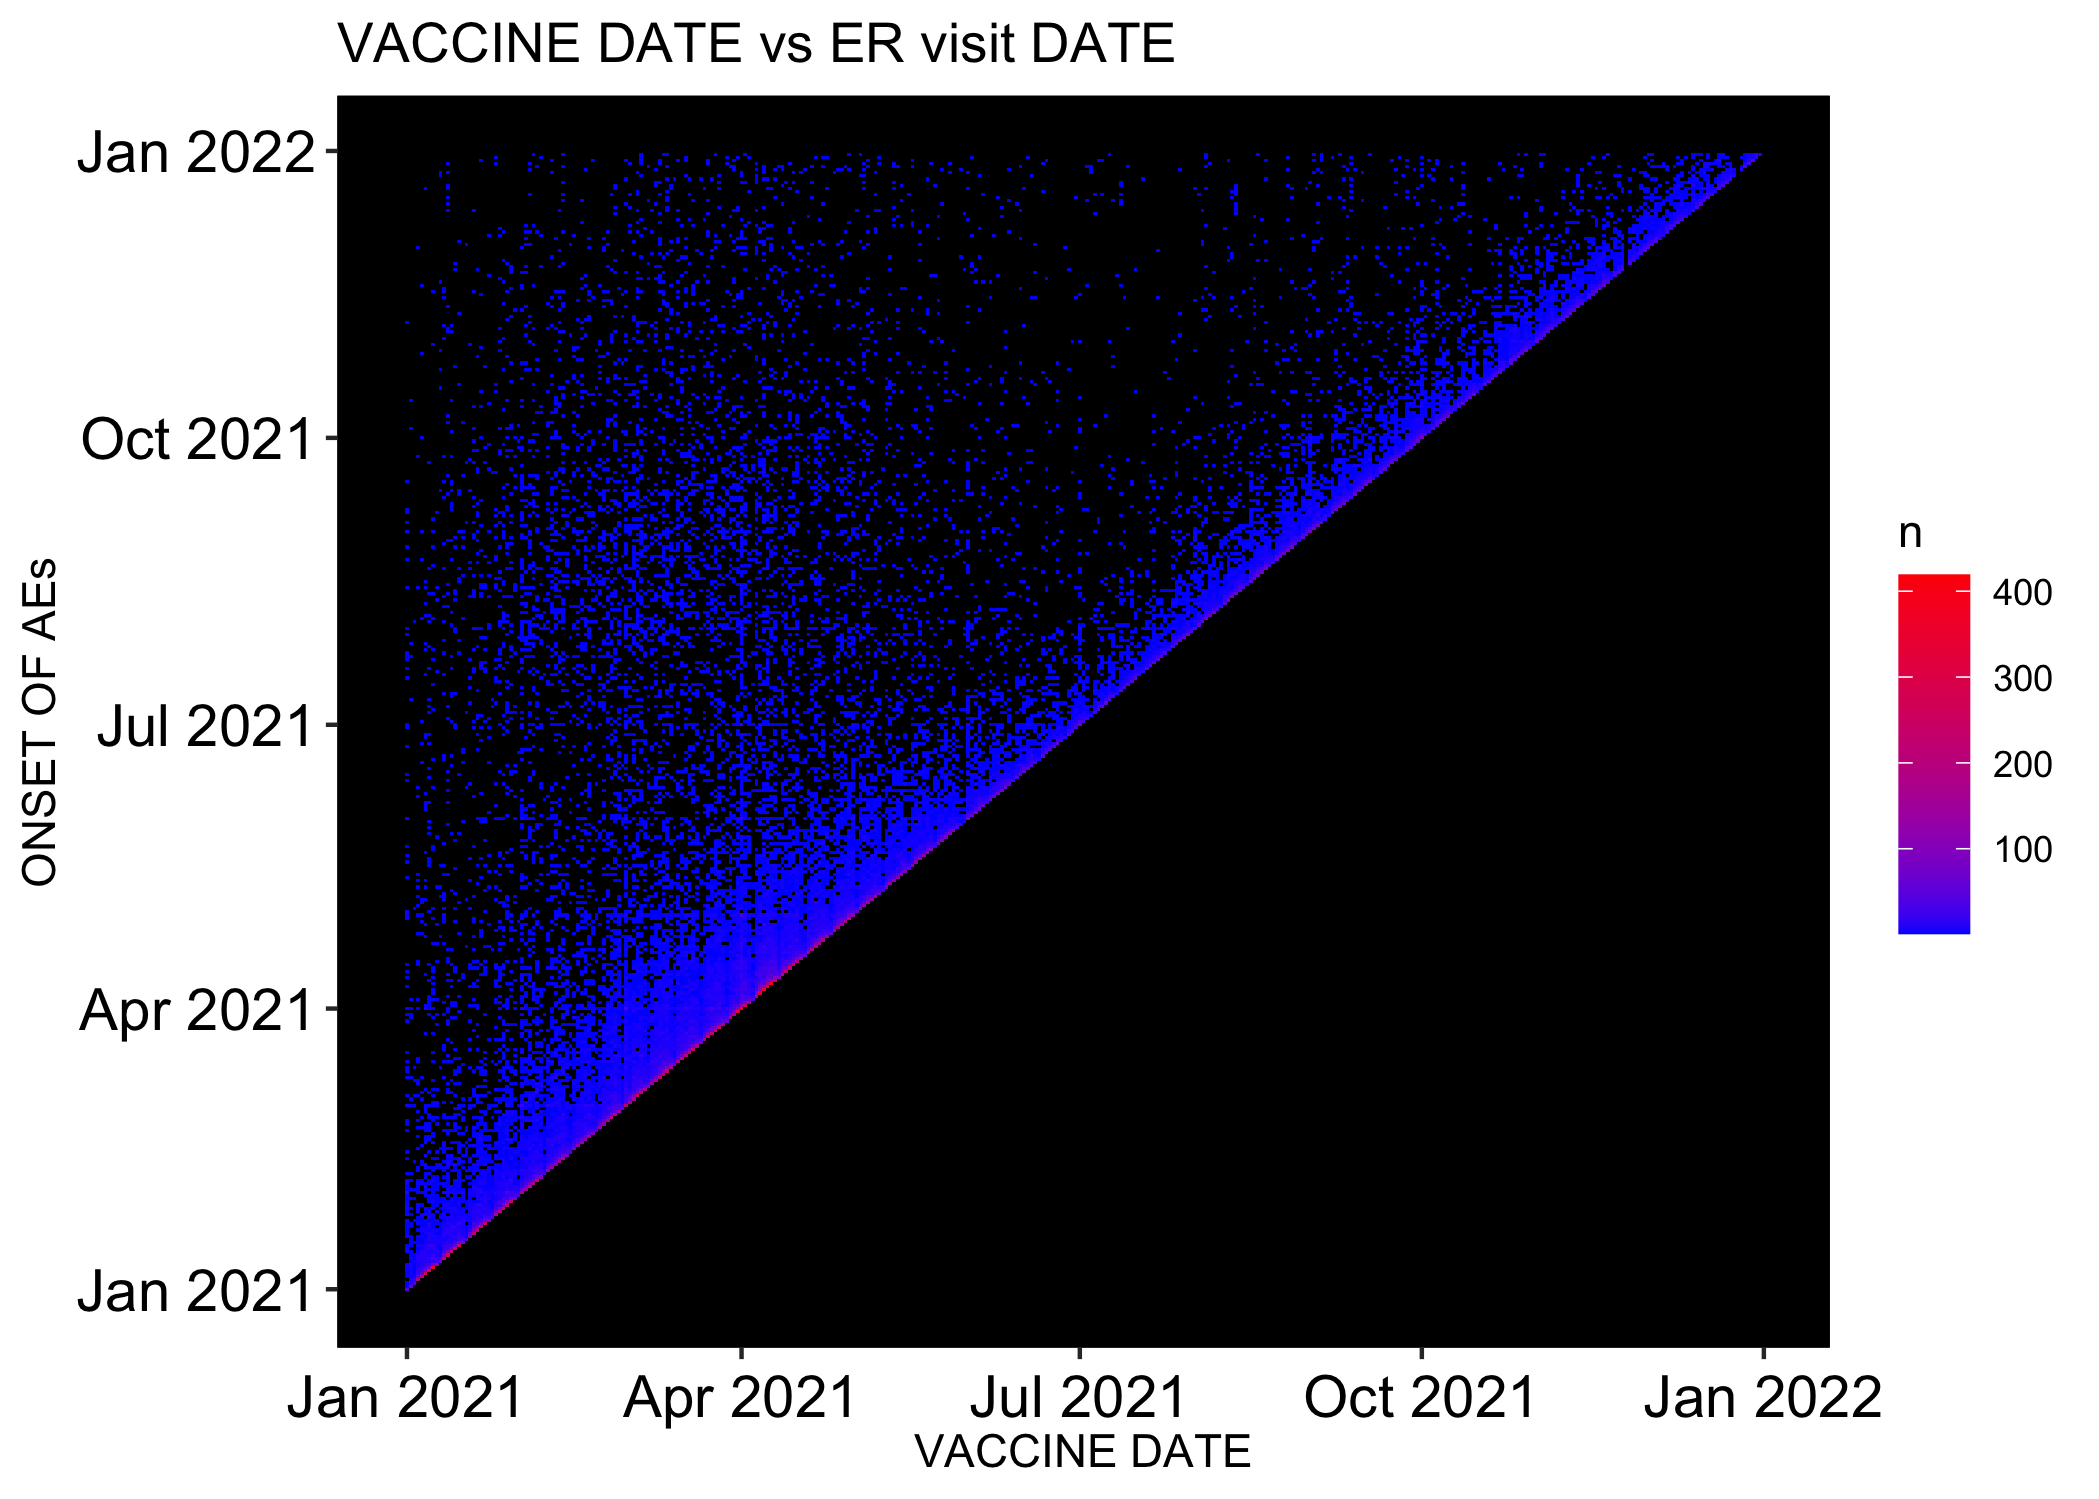 VACCINE DATE vs ER visit DATE
Jan 2022
Oct 2021
Jul 2021
Apr 2021
Jan 2021
ONSET OF AEs
Jan 2021
Apr 2021
Jul 2021
Oct 2021
Jan 2022
VACCINE DATE
n
400
300
200
100